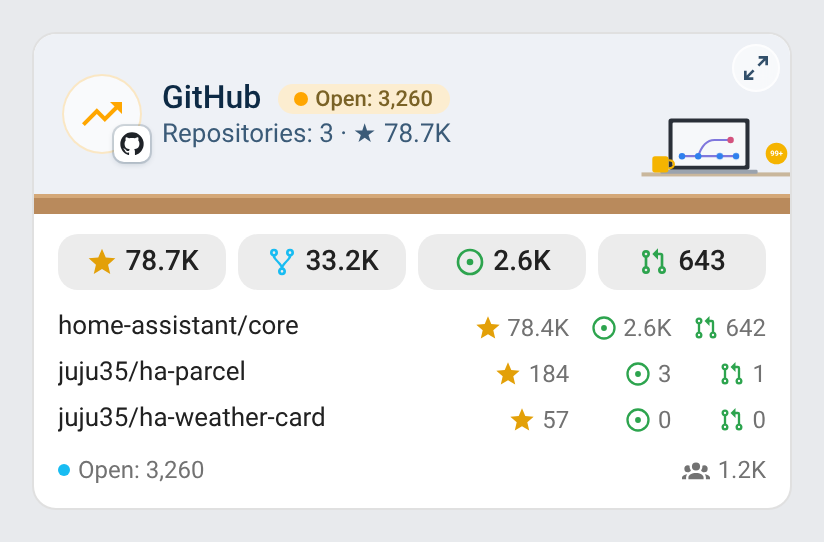 GitHub
Open: 3,260
Repositories: 3 · ★ 78.7K
99+
78.7K 33.2K 2.6K 643
home-assistant/core 78.4K 2.6K 642
juju35/ha-parcel 184 3 1
juju35/ha-weather-card 57 0 0
Open: 3,260 1.2K